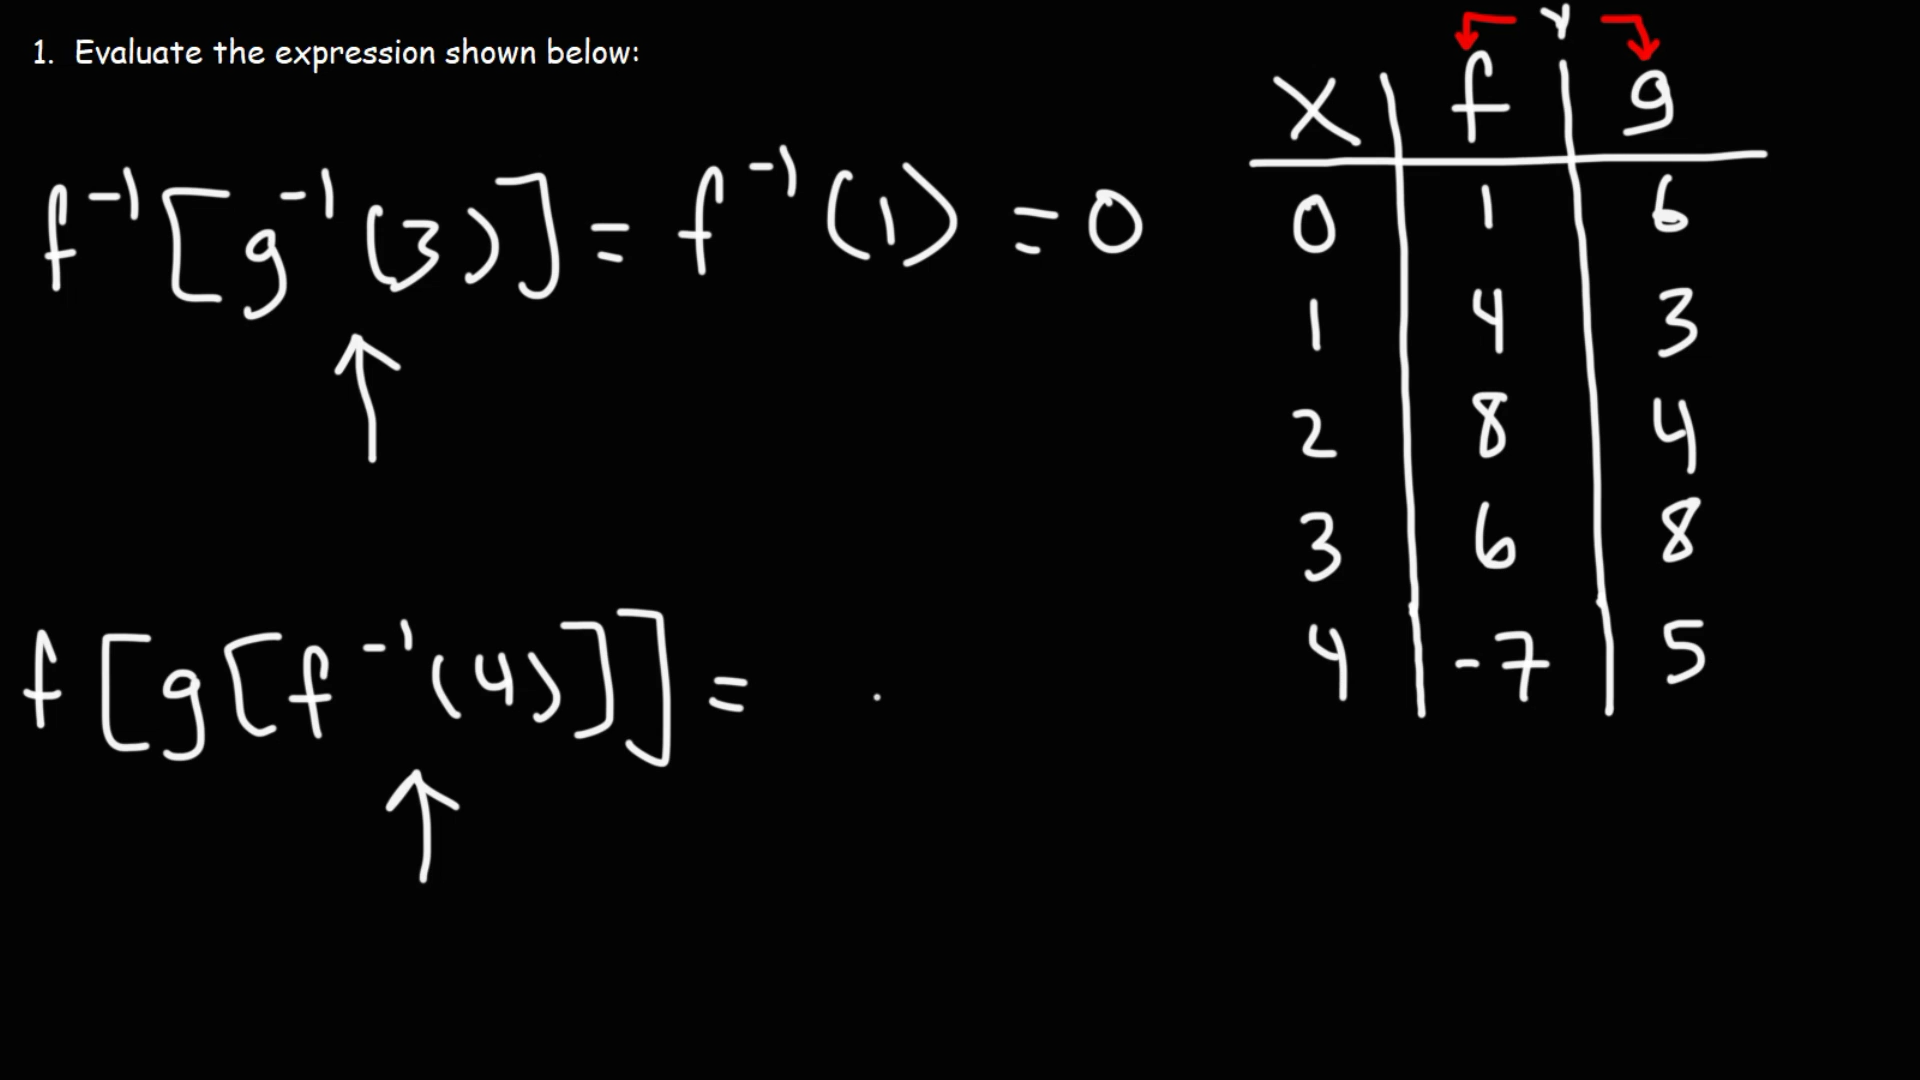 1. Evaluate the expression shown below:
f⁻¹[g⁻¹(3)] = f⁻¹(1) = 0
f[g[f⁻¹(4)]] =
y
x f g
0 1 6
1 4 3
2 8 4
3 6 8
4 -7 5